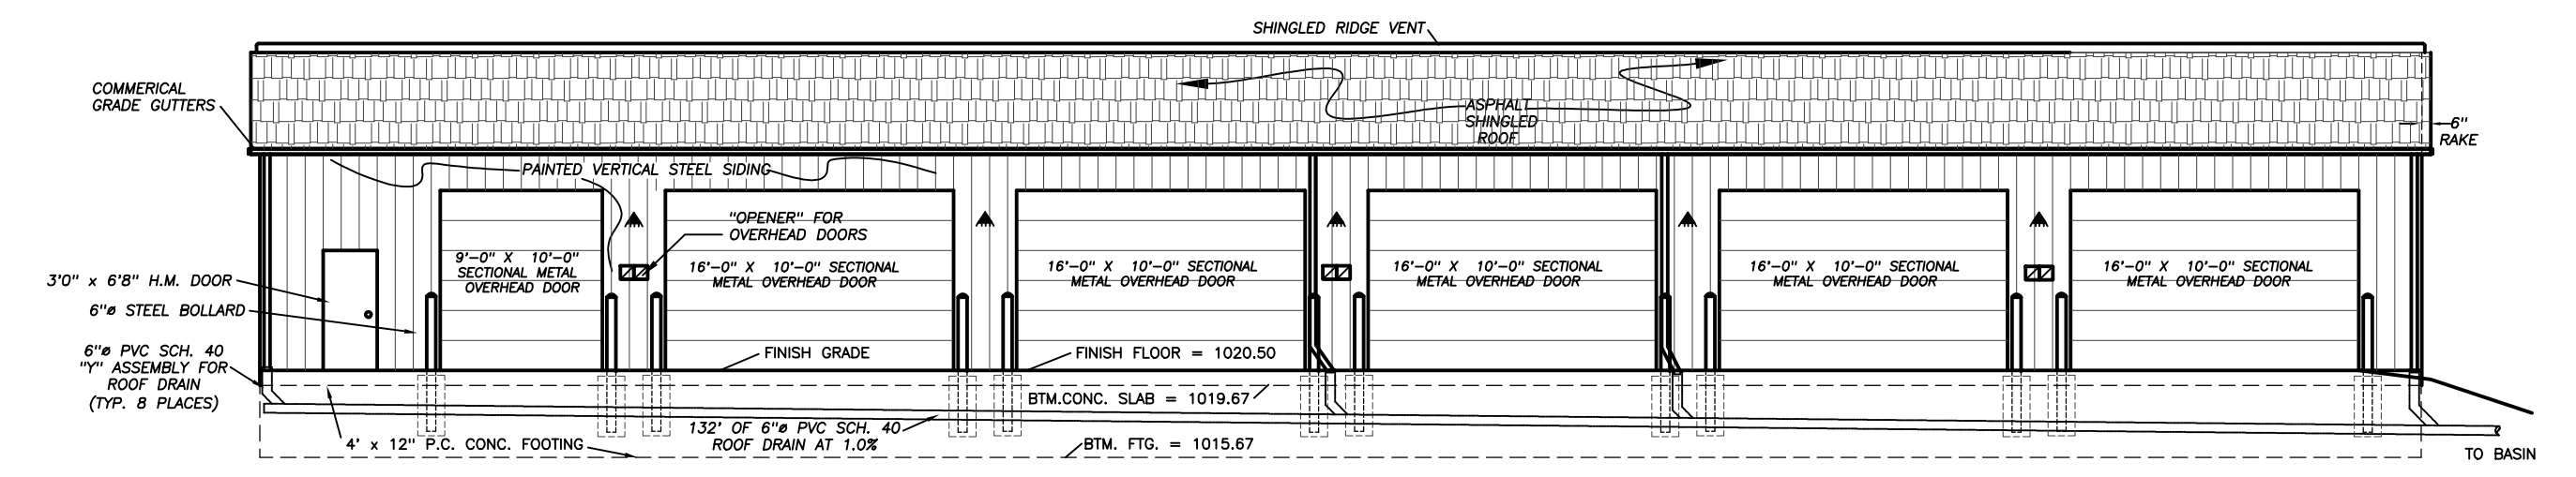 SHINGLED RIDGE VENT
COMMERICAL
GRADE GUTTERS
ASPHALT
SHINGLED
ROOF
6"
RAKE
PAINTED VERTICAL STEEL SIDING
"OPENER" FOR
OVERHEAD DOORS
9'-0" X 10'-0"
SECTIONAL METAL
OVERHEAD DOOR
16'-0" X 10'-0" SECTIONAL
METAL OVERHEAD DOOR
16'-0" X 10'-0" SECTIONAL
METAL OVERHEAD DOOR
16'-0" X 10'-0" SECTIONAL
METAL OVERHEAD DOOR
16'-0" X 10'-0" SECTIONAL
METAL OVERHEAD DOOR
16'-0" X 10'-0" SECTIONAL
METAL OVERHEAD DOOR
3'0" x 6'8" H.M. DOOR
6"ø STEEL BOLLARD
6"ø PVC SCH. 40
"Y" ASSEMBLY FOR
ROOF DRAIN
(TYP. 8 PLACES)
FINISH GRADE
FINISH FLOOR = 1020.50
BTM.CONC. SLAB = 1019.67
132' OF 6"ø PVC SCH. 40
ROOF DRAIN AT 1.0%
4' x 12" P.C. CONC. FOOTING
BTM. FTG. = 1015.67
TO BASIN